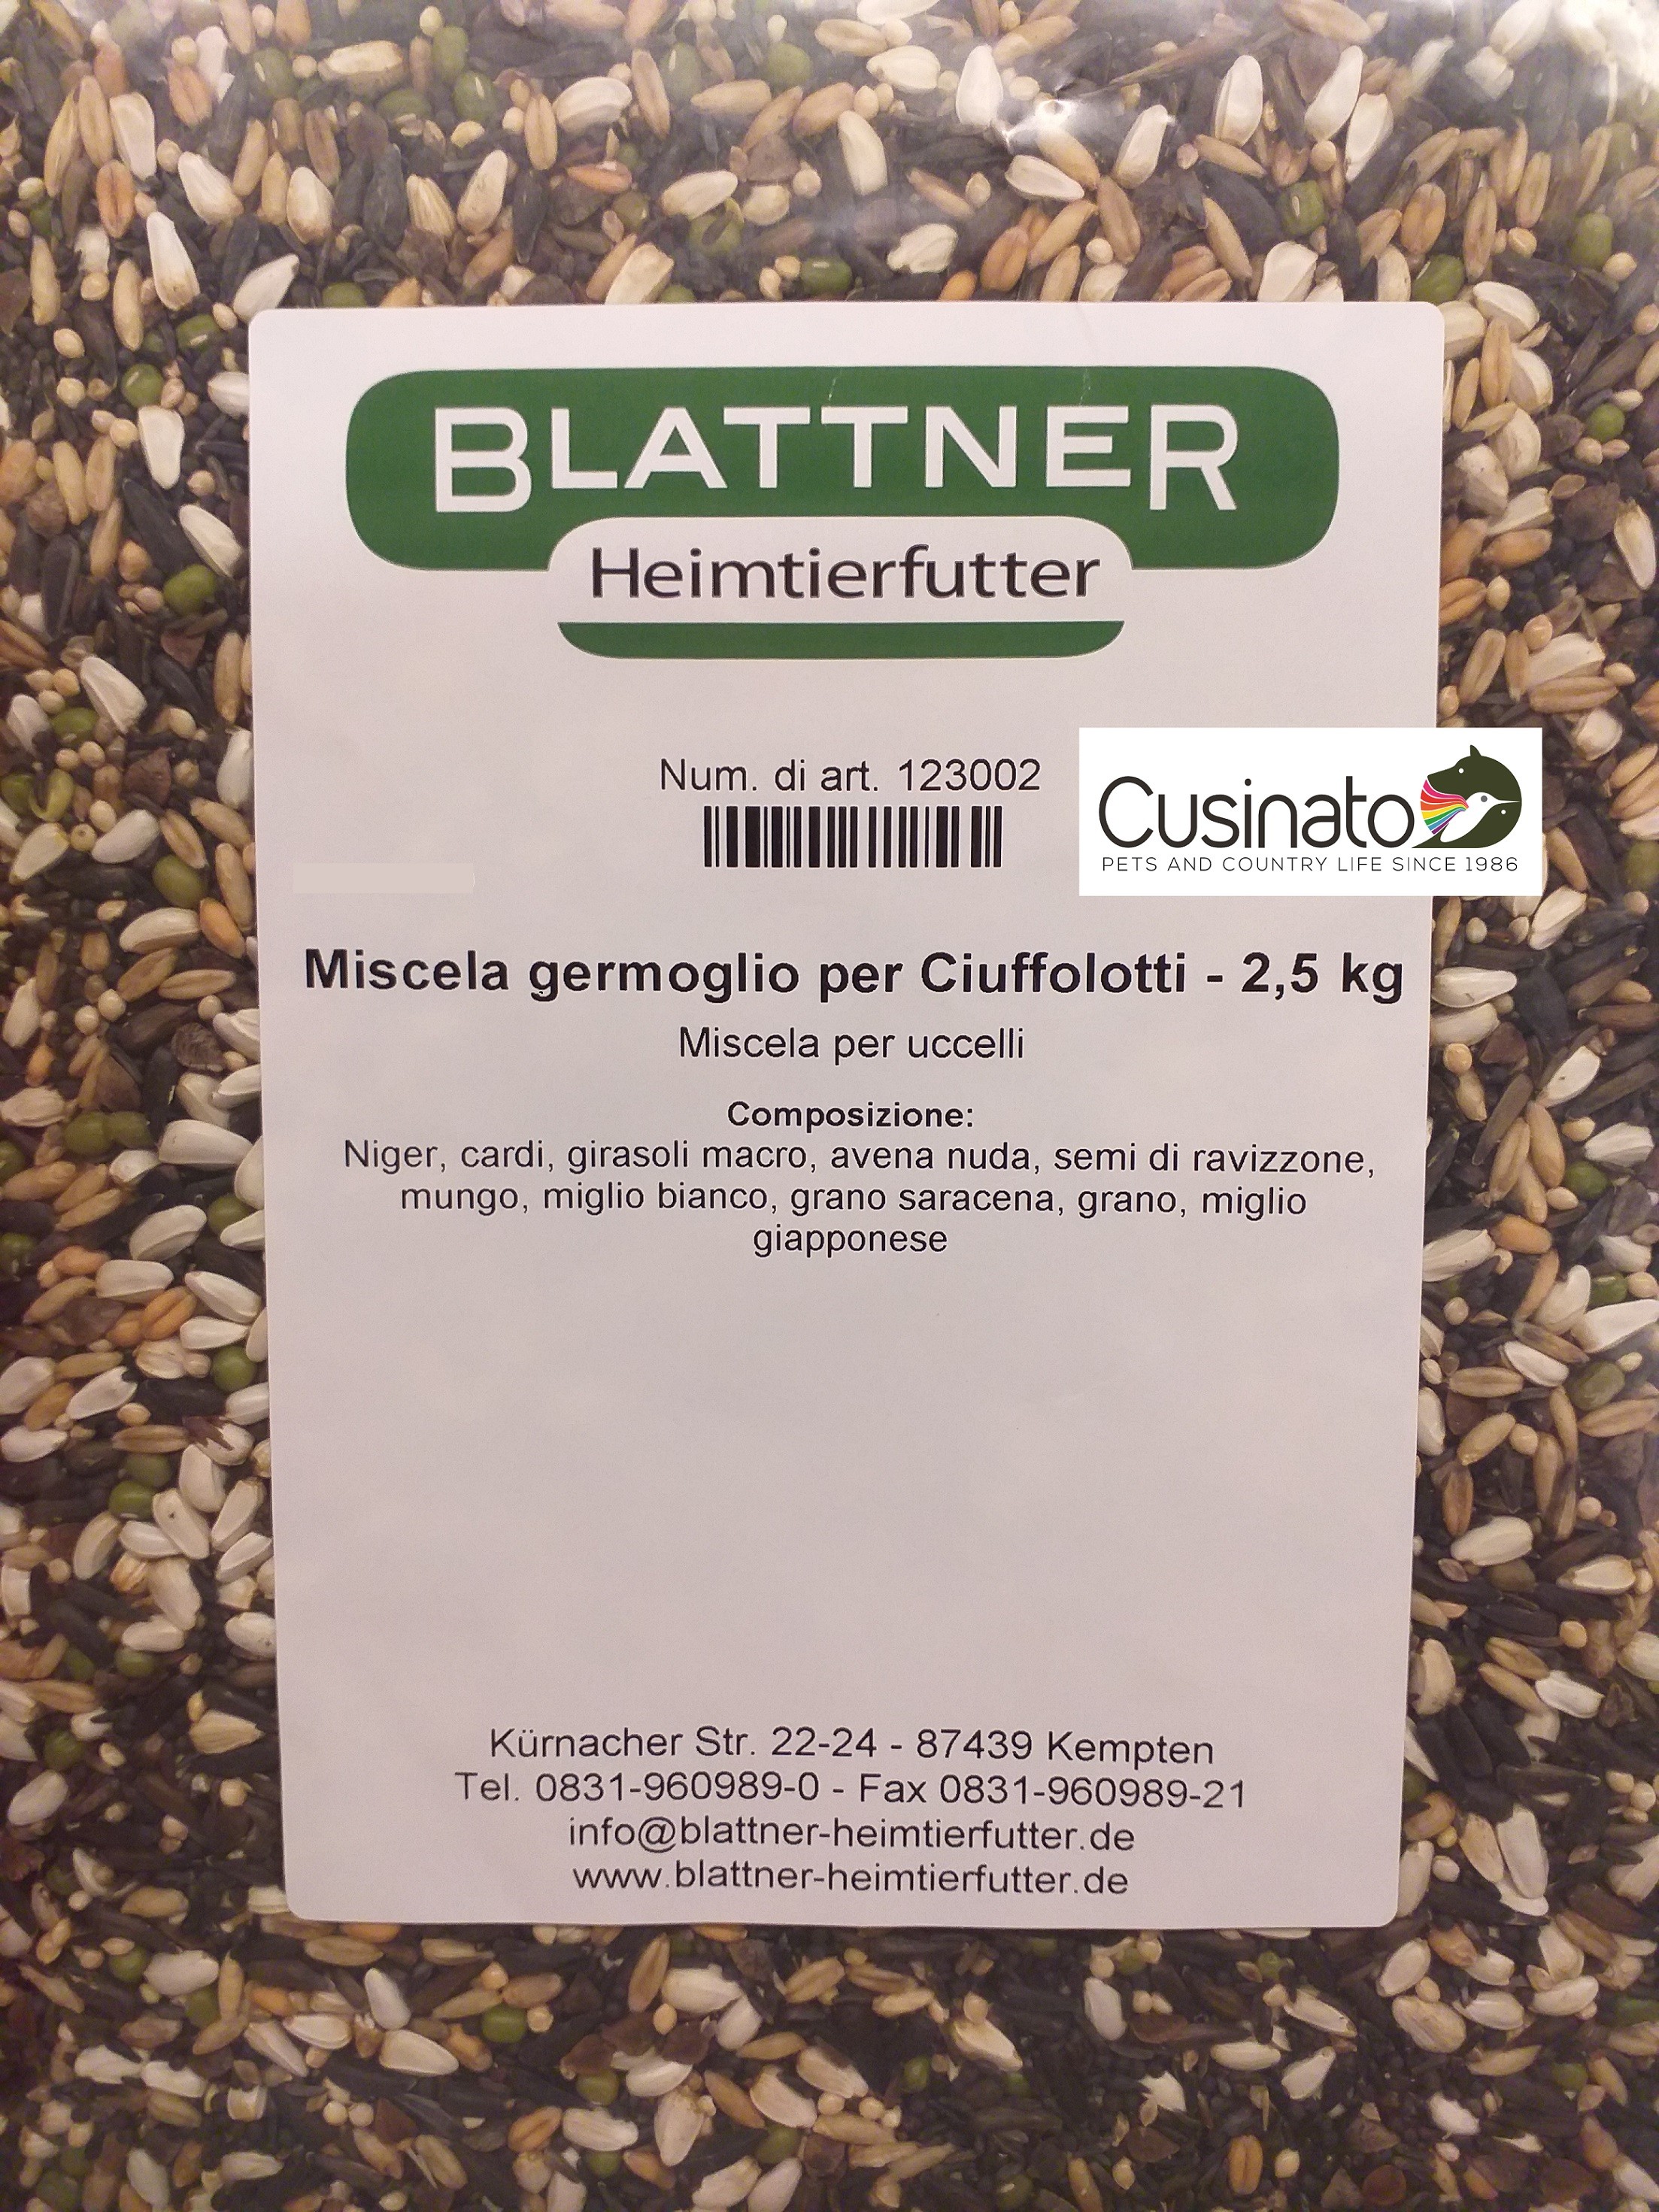 BLATTNER
Heimtierfutter
Num. di art. 123002
Cusinato
PETS AND COUNTRY LIFE SINCE 1986
Miscela germoglio per Ciuffolotti - 2,5 kg
Miscela per uccelli
Composizione:
Niger, cardi, girasoli macro, avena nuda, semi di ravizzone,
mungo, miglio bianco, grano saracena, grano, miglio
giapponese
Kürnacher Str. 22-24 - 87439 Kempten
Tel. 0831-960989-0 - Fax 0831-960989-21
info@blattner-heimtierfutter.de
www.blattner-heimtierfutter.de